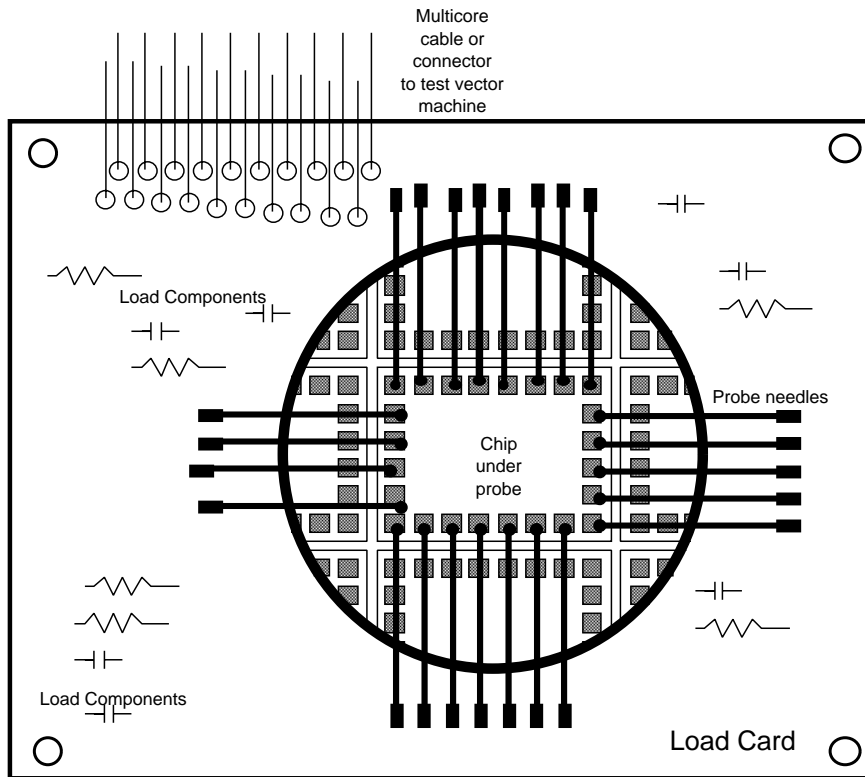 Multicore
cable or
connector
to test vector
machine
Load Components
Probe needles
Chip
under
probe
Load Components
Load Card